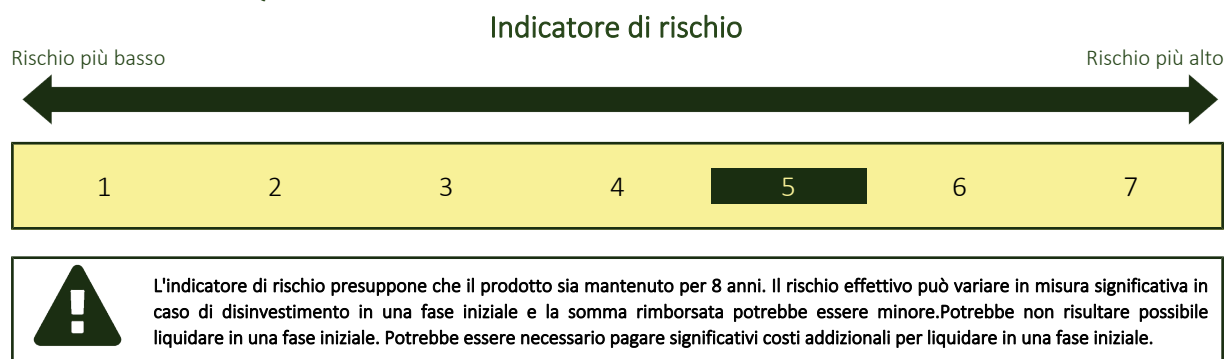 Indicatore di rischio
Rischio più basso
Rischio più alto
1 2 3 4 5 6 7
L'indicatore di rischio presuppone che il prodotto sia mantenuto per 8 anni. Il rischio effettivo può variare in misura significativa in
caso di disinvestimento in una fase iniziale e la somma rimborsata potrebbe essere minore.Potrebbe non risultare possibile
liquidare in una fase iniziale. Potrebbe essere necessario pagare significativi costi addizionali per liquidare in una fase iniziale.